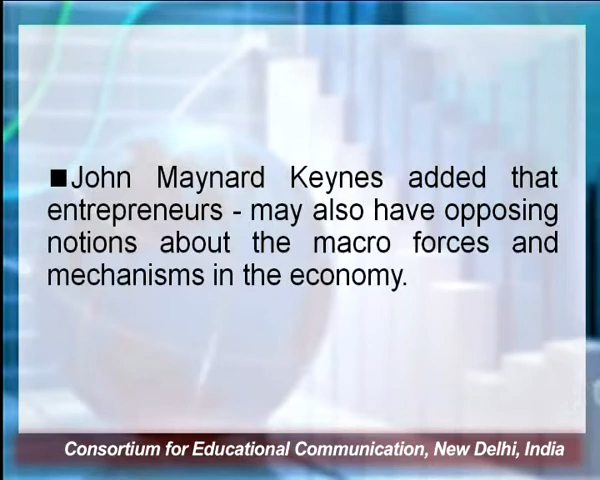 ■John Maynard Keynes added that
entrepreneurs - may also have opposing
notions about the macro forces and
mechanisms in the economy.
Consortium for Educational Communication, New Delhi, India